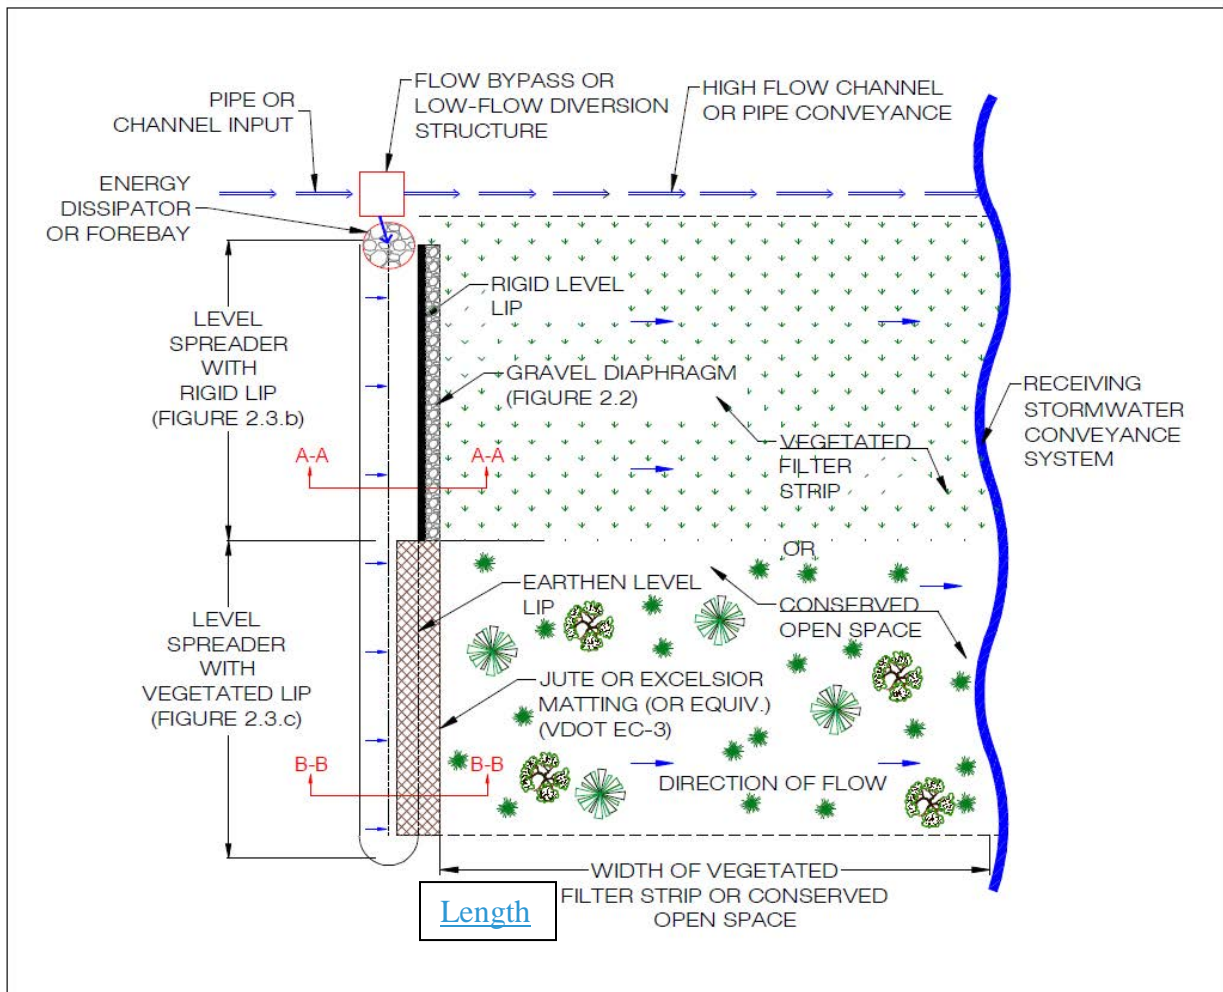 FLOW BYPASS OR
LOW-FLOW DIVERSION
STRUCTURE
HIGH FLOW CHANNEL
OR PIPE CONVEYANCE
PIPE OR
CHANNEL INPUT
ENERGY
DISSIPATOR
OR FOREBAY
RIGID LEVEL
LIP
LEVEL
SPREADER
WITH
RIGID LIP
(FIGURE 2.3.b)
GRAVEL DIAPHRAGM
(FIGURE 2.2)
RECEIVING
STORMWATER
CONVEYANCE
SYSTEM
VEGETATED
FILTER
STRIP
A-A
A-A
OR
EARTHEN LEVEL
LIP
CONSERVED
OPEN SPACE
LEVEL
SPREADER
WITH
VEGETATED LIP
(FIGURE 2.3.c)
JUTE OR EXCELSIOR
MATTING (OR EQUIV.)
(VDOT EC-3)
B-B
B-B
DIRECTION OF FLOW
WIDTH OF VEGETATED
FILTER STRIP OR CONSERVED
OPEN SPACE
Length